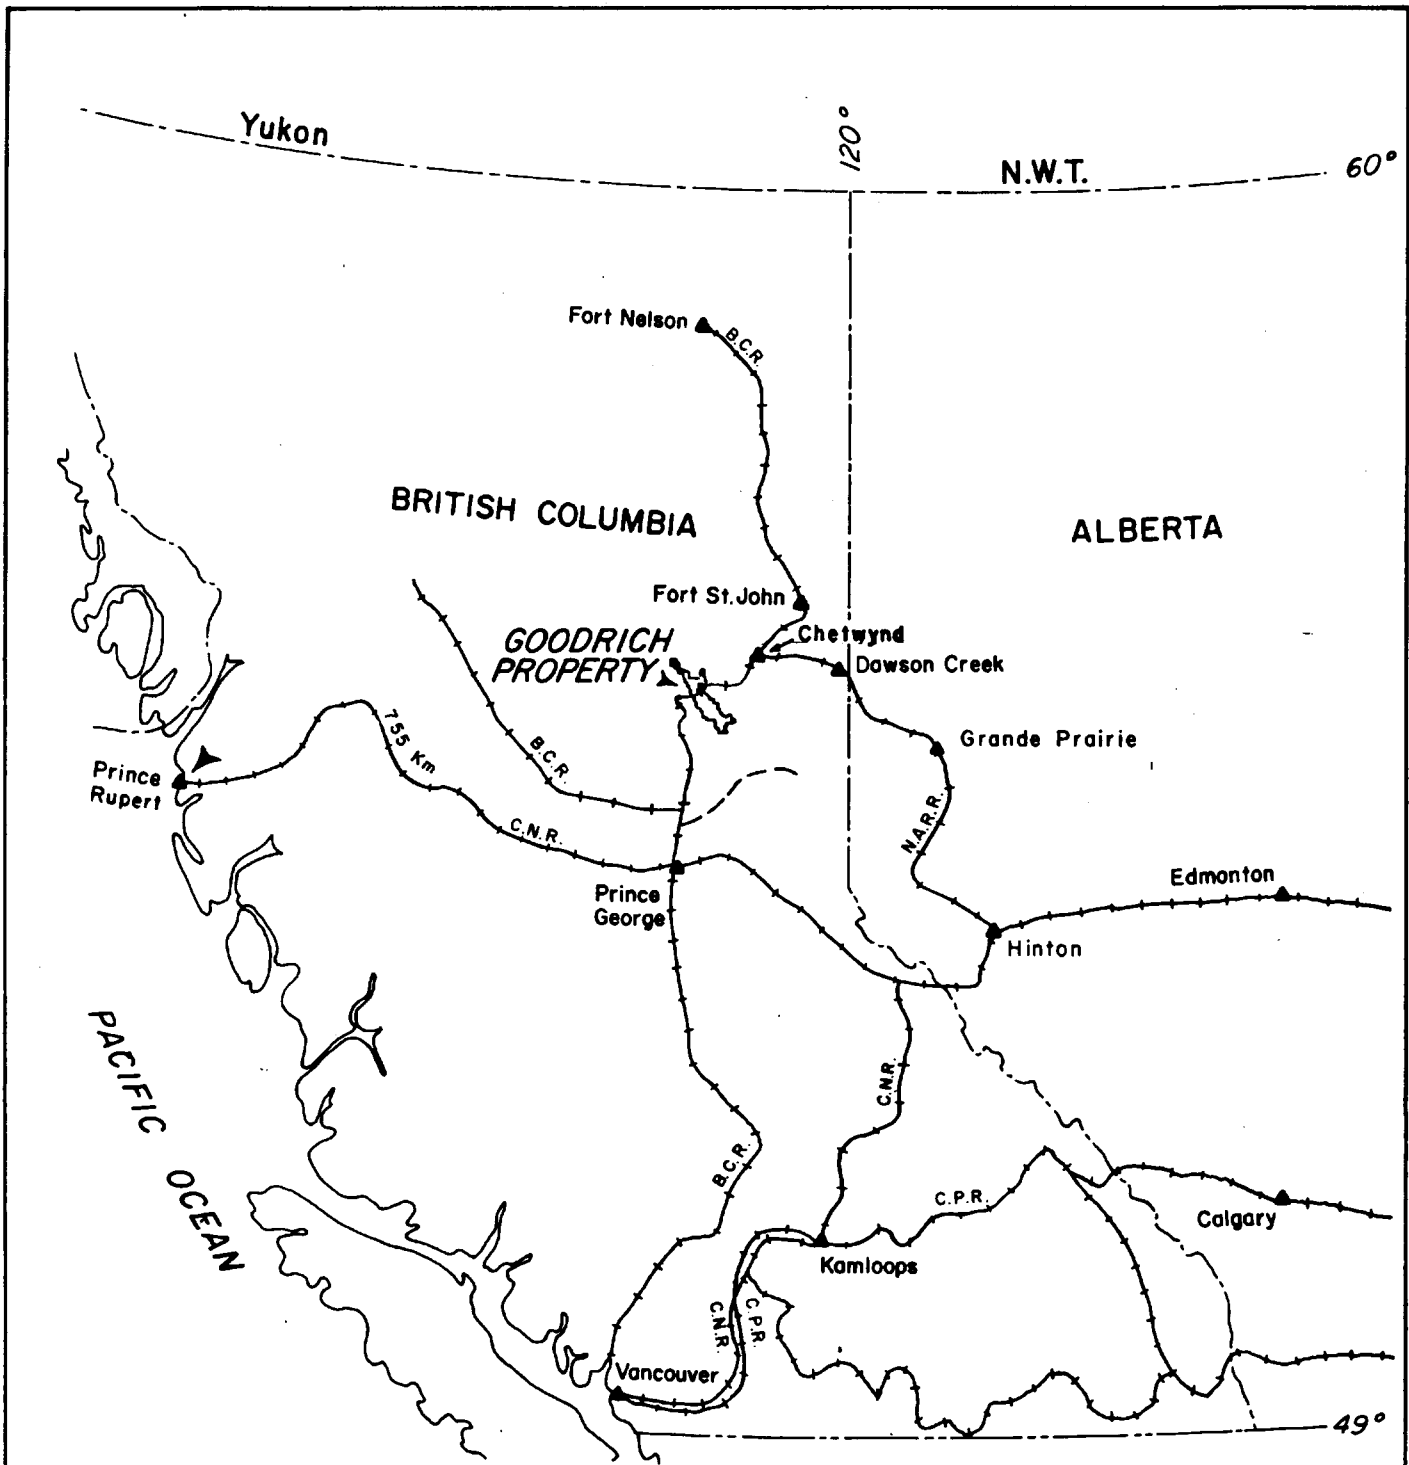 Yukon
120°
N.W.T.
60°
Fort Nelson
B.C.R.
BRITISH COLUMBIA
ALBERTA
Fort St. John
GOODRICH
PROPERTY
Chetwynd
Dawson Creek
Grande Prairie
755 Km
B.C.R.
Prince
Rupert
C.N.R.
N.A.R.R.
Prince
George
Edmonton
Hinton
PACIFIC
OCEAN
C.N.R.
B.C.R.
C.P.R.
Calgary
Kamloops
C.N.R.
C.P.R.
Vancouver
49°